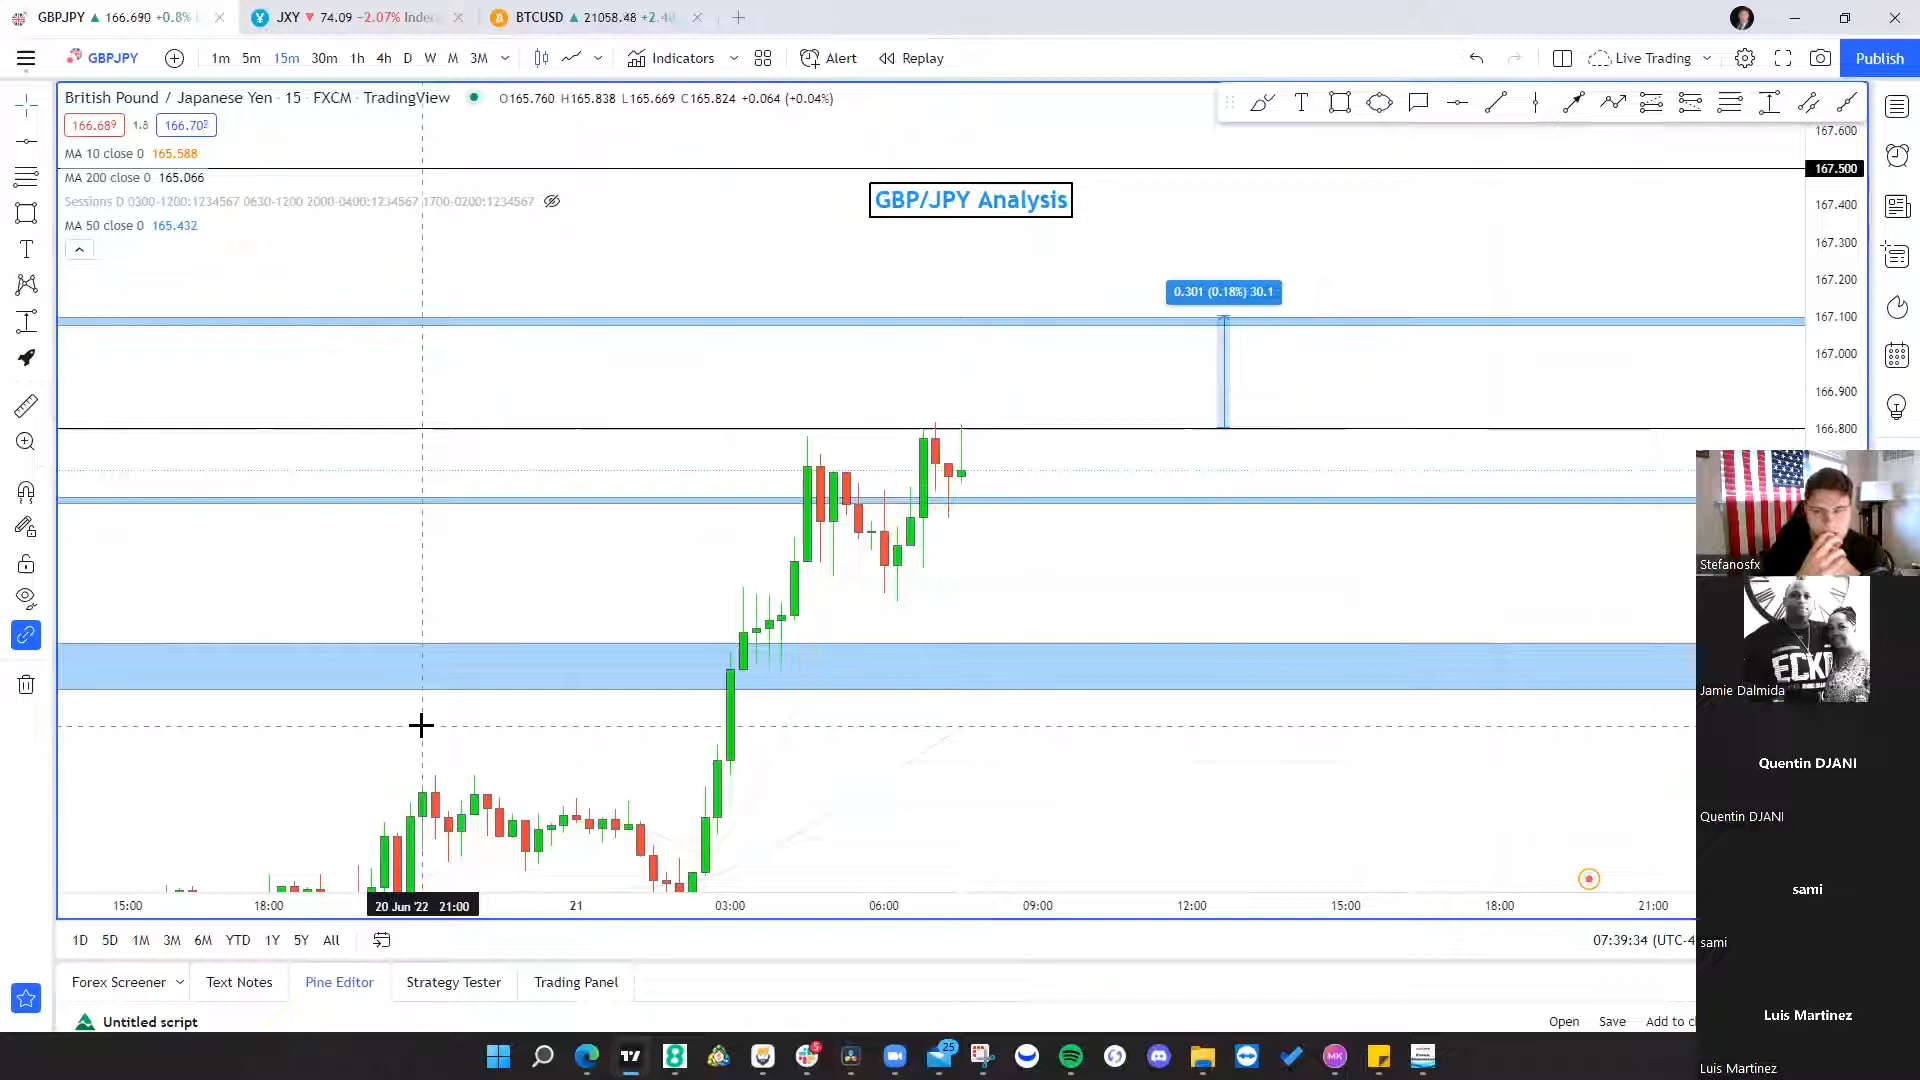 GBPJPY ▲ 166.690 +0.8%
JXY ▼ 74.09 −2.07% Inde
BTCUSD ▲ 21058.48 +2.4
GBPJPY 1m 5m 15m 30m 1h 4h D W M 3M Indicators Alert Replay Live Trading Publish
British Pound / Japanese Yen · 15 · FXCM · TradingView O165.760 H165.838 L165.669 C165.824 +0.064 (+0.04%)
166.689 1.3 166.702
MA 10 close 0 165.588
MA 200 close 0 165.066
Sessions D 0300-1200:1234567 0630-1200 2000-0400:1234567 1700-0200:1234567
MA 50 close 0 165.432
GBP/JPY Analysis
0.301 (0.18%) 30.1
167.600
167.500
167.400
167.300
167.200
167.100
167.000
166.900
166.800
15:00 18:00 20 Jun '22 21:00 21 03:00 06:00 09:00 12:00 15:00 18:00 21:00
1D 5D 1M 3M 6M YTD 1Y 5Y All 07:39:34 (UTC-4
Forex Screener Text Notes Pine Editor Strategy Tester Trading Panel
Untitled script Open Save Add to c
Stefanosfx
ECK
Jamie Dalmida
Quentin DJANI
Quentin DJANI
sami
sami
Luis Martinez
Luis Martinez
5
25
MK